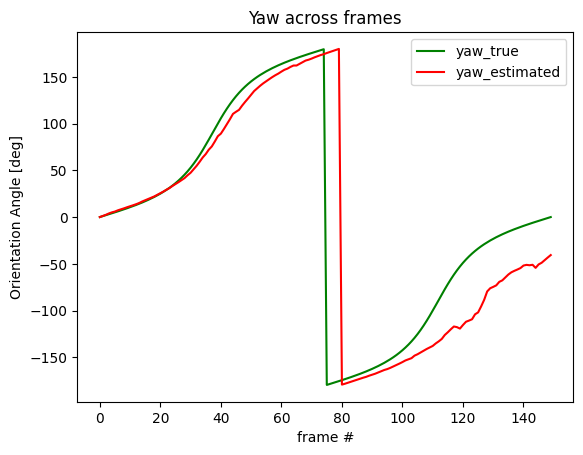 Yaw across frames
yaw_true
yaw_estimated
Orientation Angle [deg]
150
100
50
0
−50
−100
−150
0 20 40 60 80 100 120 140
frame #